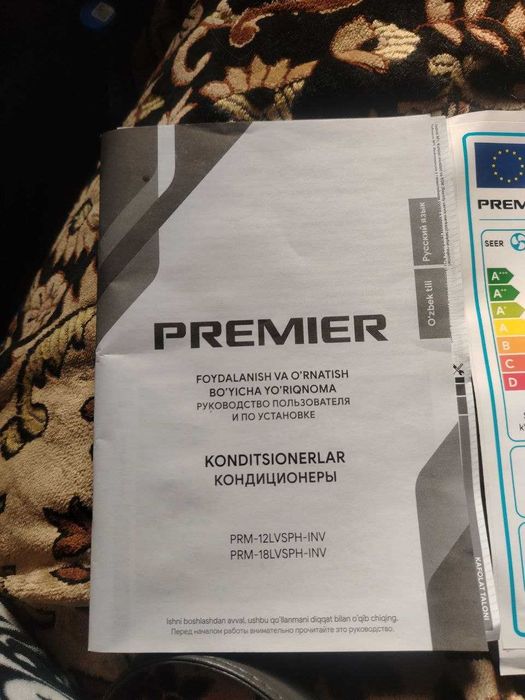 PREMIER
FOYDALANISH VA O'RNATISH
BO'YICHA YO'RIQNOMA
РУКОВОДСТВО ПОЛЬЗОВАТЕЛЯ
И ПО УСТАНОВКЕ
KONDITSIONERLAR
КОНДИЦИОНЕРЫ
PRM-12LVSPH-INV
PRM-18LVSPH-INV
Ishni boshlashdan avval, ushbu qo'llanmani diqqat bilan o'qib chiqing.
Перед началом работы внимательно прочитайте это руководство.
Русский язык
O'zbek tili
KAFOLAT TALONI
PREM
SEER
A+++
A++
A+
A
B
C
D